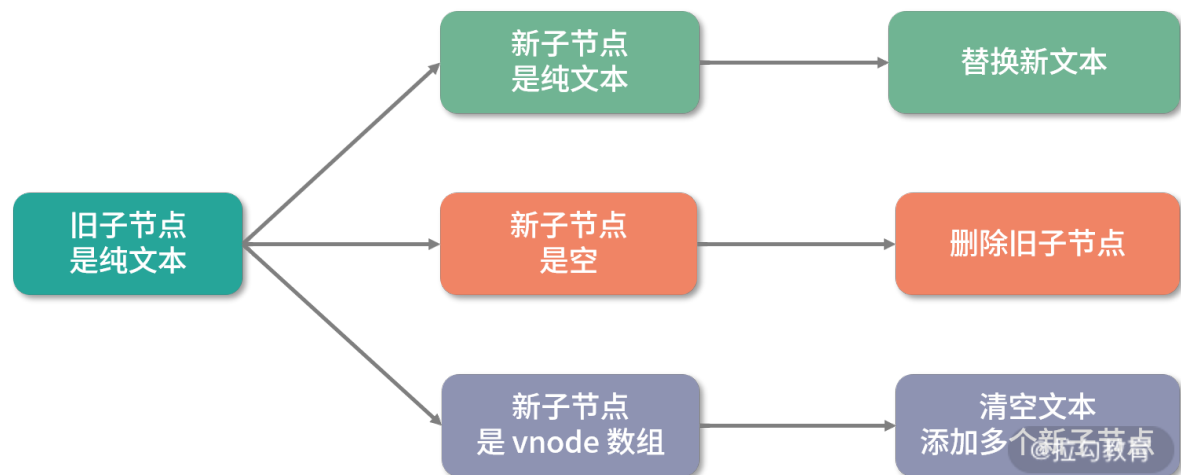 新子节点
是纯文本
替换新文本
旧子节点
是纯文本
新子节点
是空
删除旧子节点
新子节点
是 vnode 数组
清空文本
添加多个新子节点
@拉勾教育